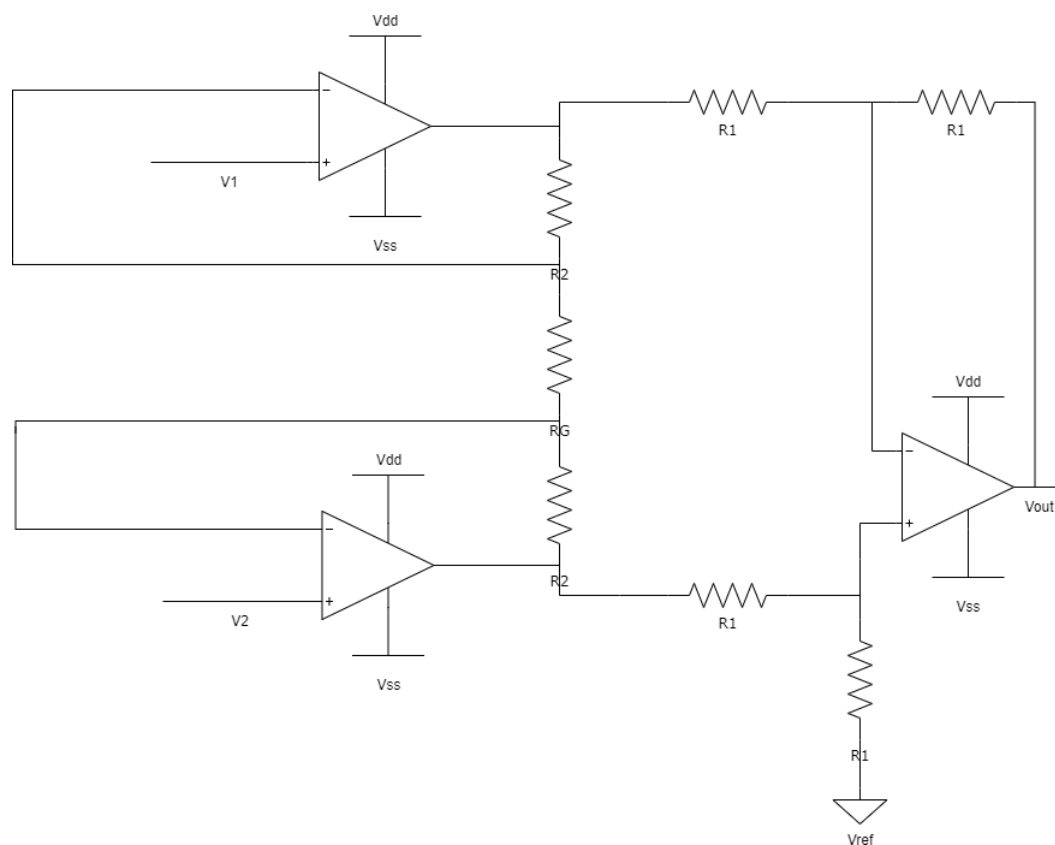 Vdd
−
+
V1
Vss
R1
R1
R2
RG
Vdd
−
+
V2
Vss
R2
R1
Vdd
−
+
Vout
Vss
R1
Vref